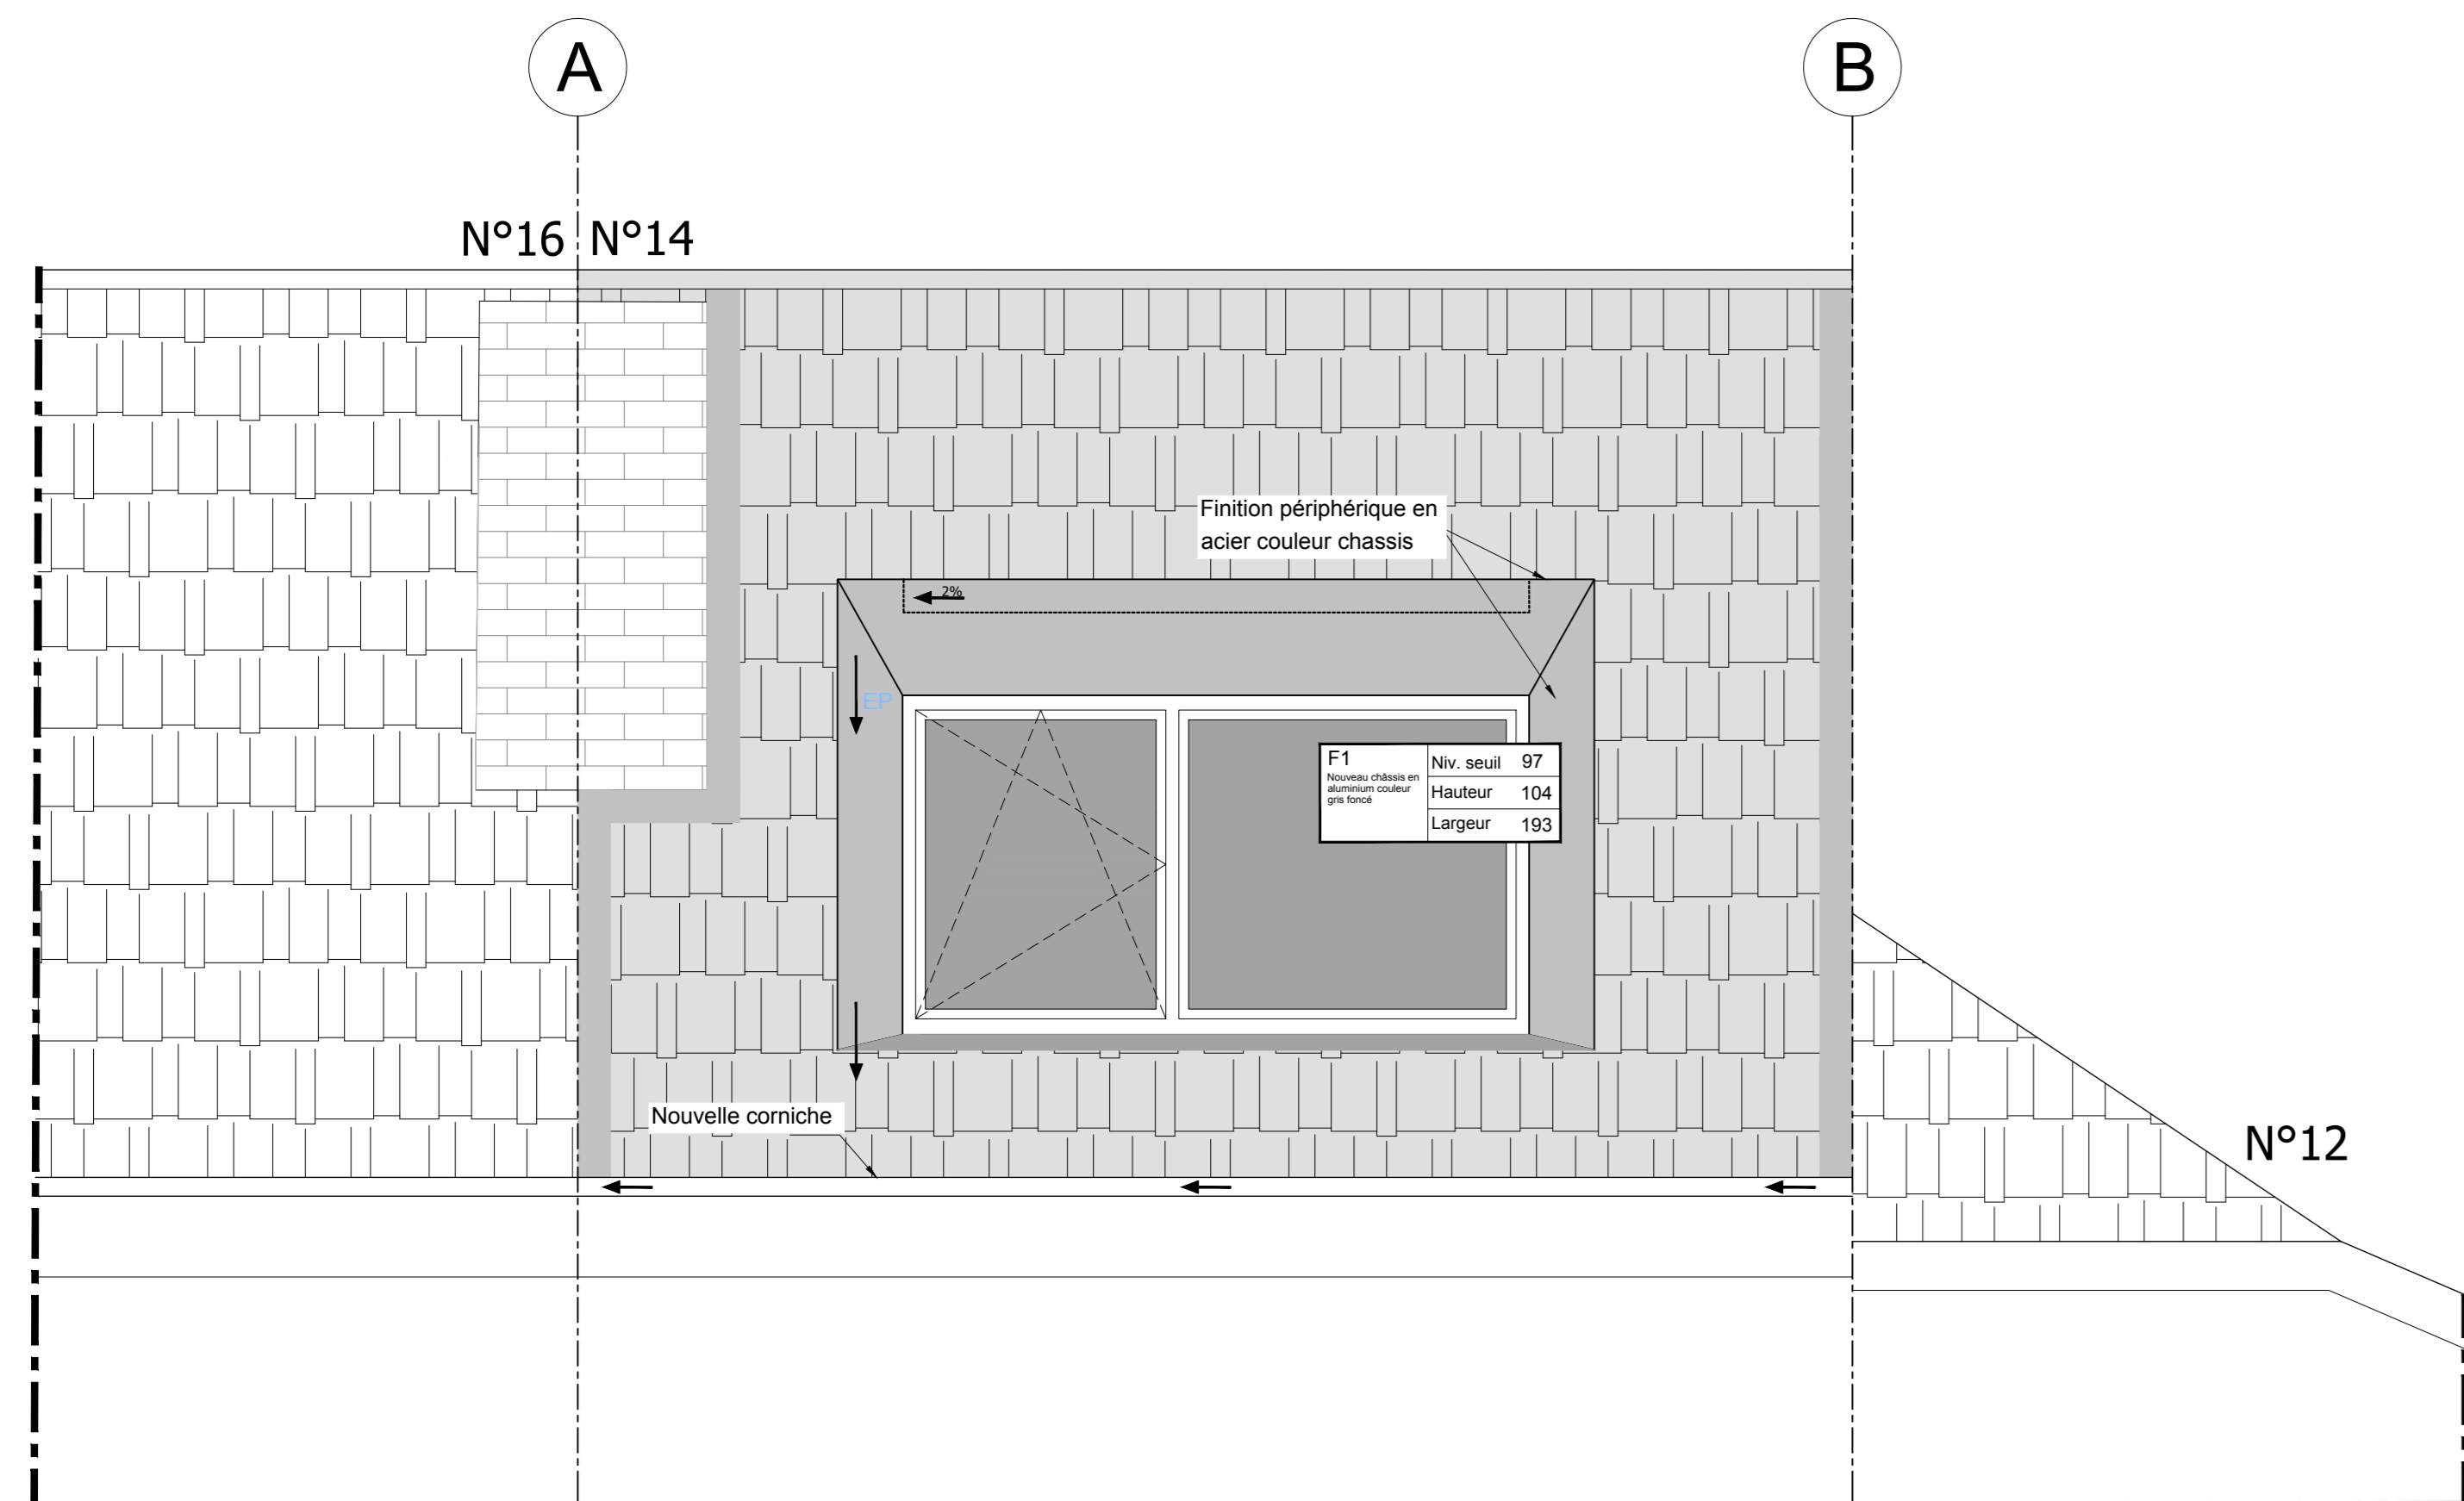 A
B
N°16
N°14
Finition périphérique en
acier couleur chassis
2%
EP
F1
Nouveau châssis en
aluminium couleur
gris foncé
Niv. seuil 97
Hauteur 104
Largeur 193
Nouvelle corniche
N°12